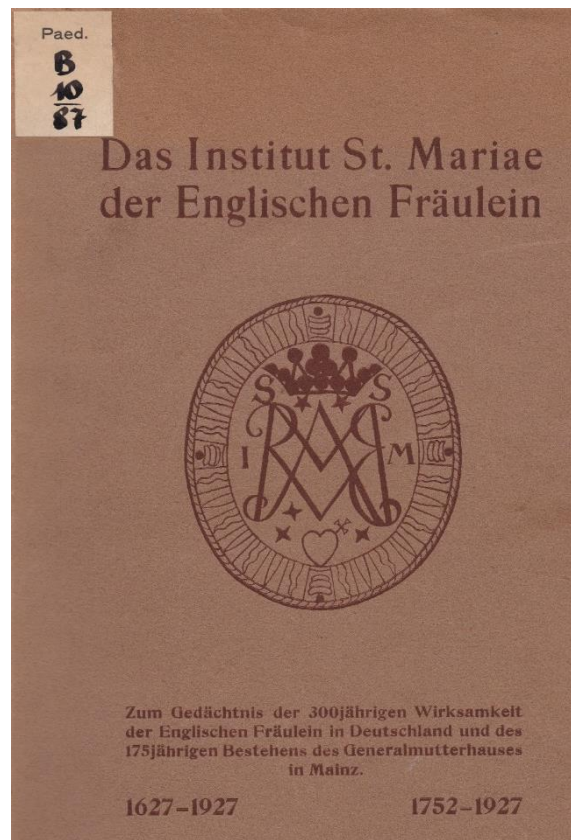 Paed.
B
10
87
Das Institut St. Mariae
der Englischen Fräulein
S S
I M
Zum Gedächtnis der 300jährigen Wirksamkeit
der Englischen Fräulein in Deutschland und des
175jährigen Bestehens des Generalmutterhauses
in Mainz.
1627–1927 1752–1927